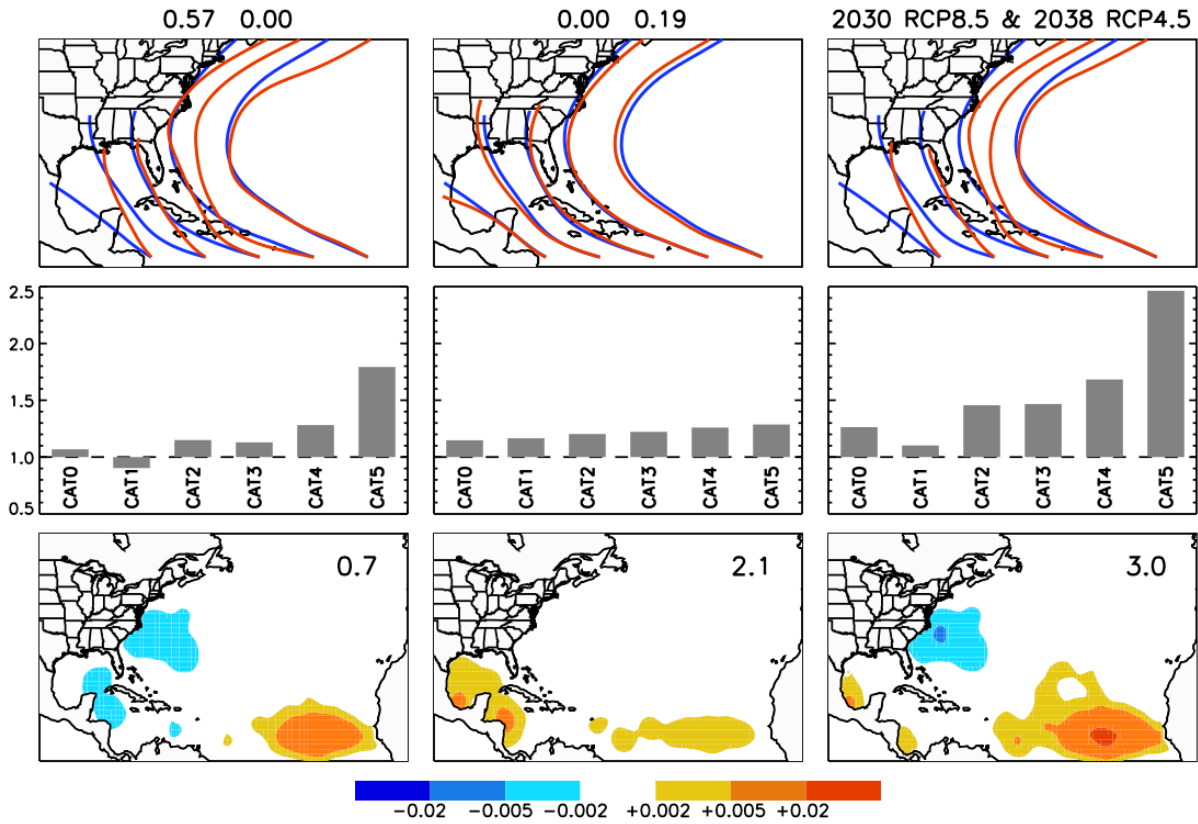 0.57 0.00
0.00 0.19
2030 RCP8.5 & 2038 RCP4.5
2.5
2.0
1.5
1.0
0.5
CAT0
CAT1
CAT2
CAT3
CAT4
CAT5
CAT0
CAT1
CAT2
CAT3
CAT4
CAT5
CAT0
CAT1
CAT2
CAT3
CAT4
CAT5
0.7
2.1
3.0
−0.02 −0.005 −0.002 +0.002 +0.005 +0.02